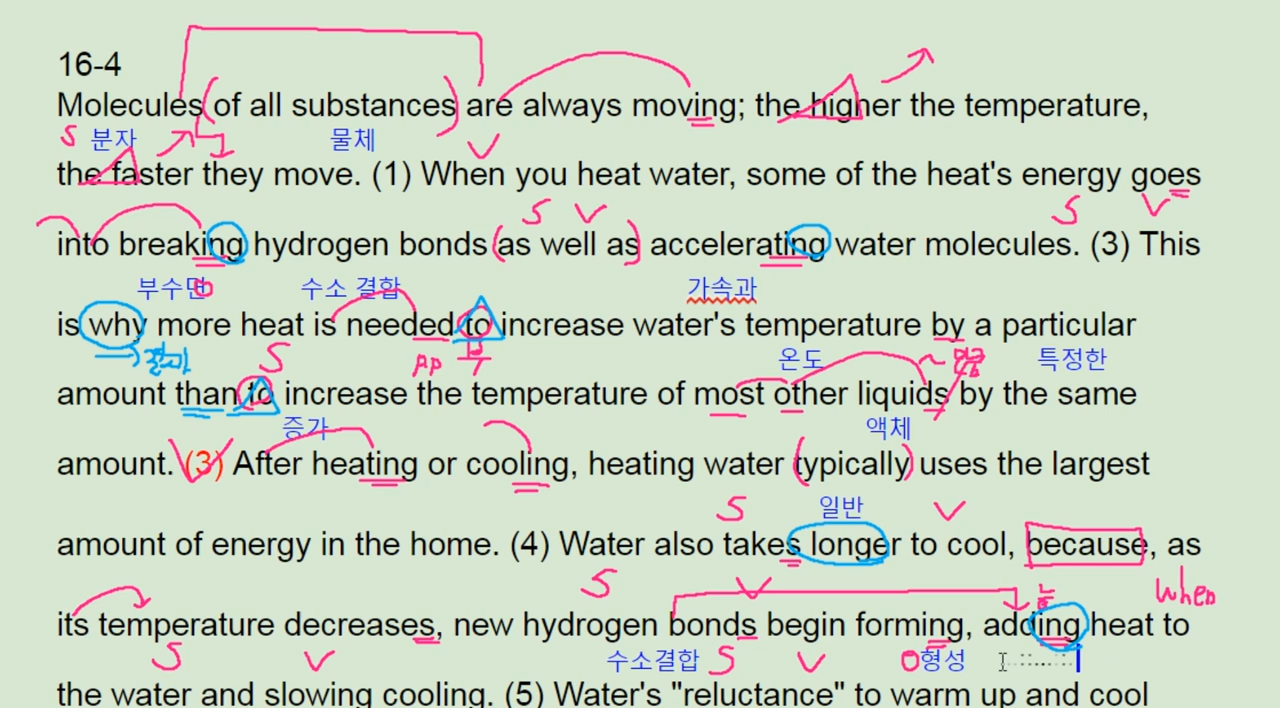 16-4
Molecules (of all substances) are always moving; the higher the temperature,
S 분자 물체 V
the faster they move. (1) When you heat water, some of the heat's energy goes
S V S V
into breaking hydrogen bonds (as well as) accelerating water molecules. (3) This
부수면 O 수소 결합 가속과
is why more heat is needed to increase water's temperature by a particular
결과 S pp 온도 특정한
amount than to increase the temperature of most other liquids by the same
증가 액체
amount. (3) After heating or cooling, heating water (typically) uses the largest
S 일반 V
amount of energy in the home. (4) Water also takes longer to cool, because, as
S V when
its temperature decreases, new hydrogen bonds begin forming, adding heat to
S V 수소결합 S V O형성
the water and slowing cooling. (5) Water's "reluctance" to warm up and cool